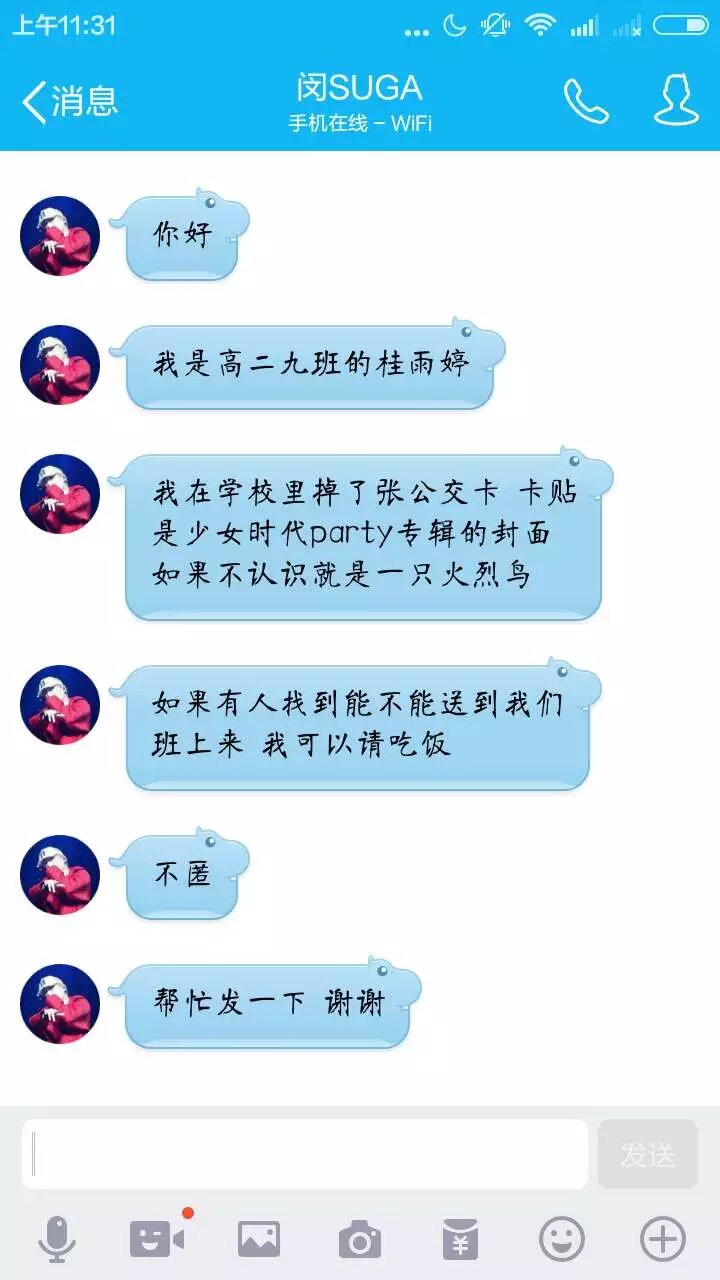 上午11:31
消息
闵SUGA
手机在线 – WiFi
你好
我是高二九班的桂雨婷
我在学校里掉了张公交卡 卡贴
是少女时代party专辑的封面
如果不认识就是一只火烈鸟
如果有人找到能不能送到我们
班上来 我可以请吃饭
不匿
帮忙发一下 谢谢
发送